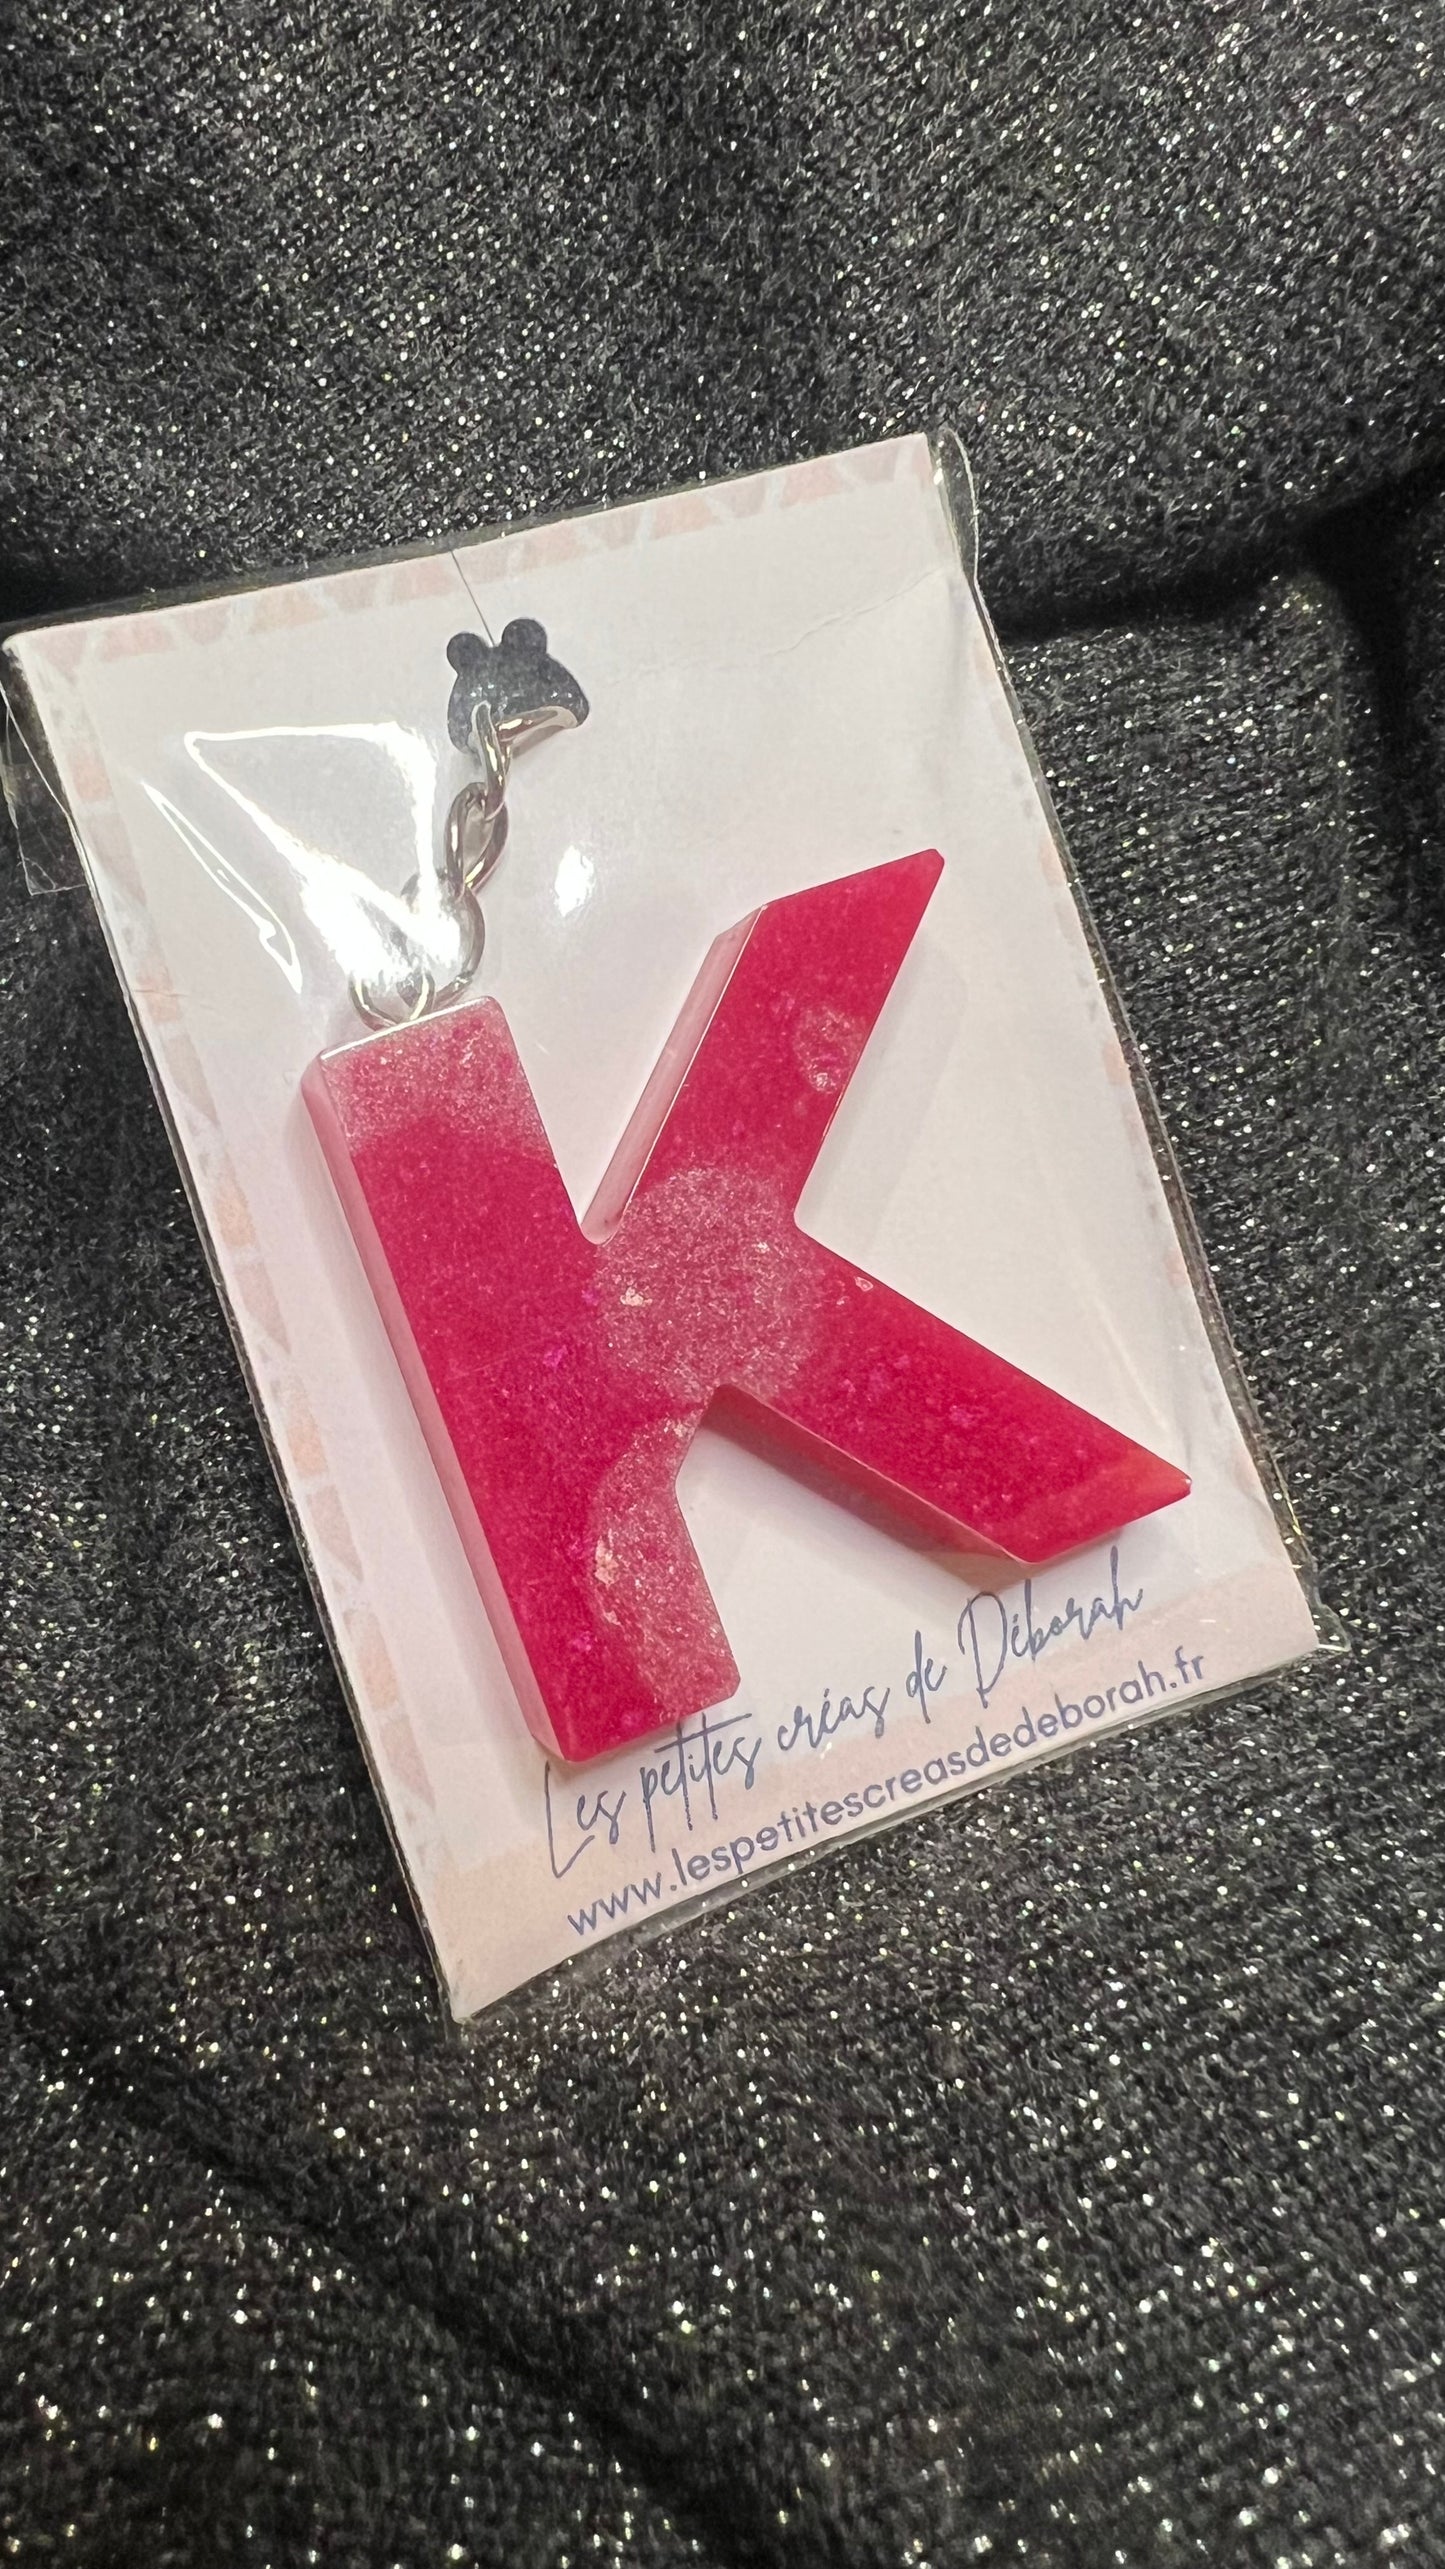 K
Les petites créas de Déborah
www.lespetitescreasdedeborah.fr